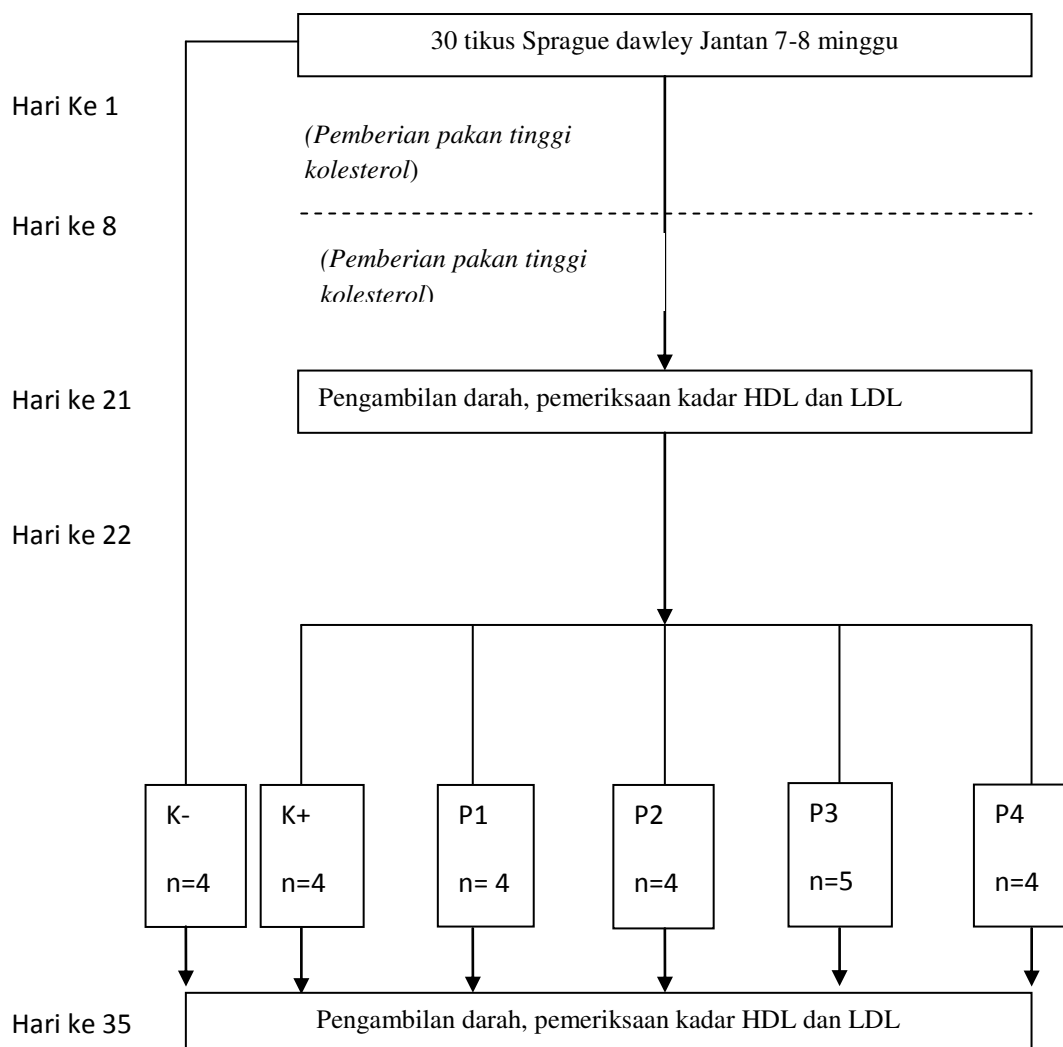 30 tikus Sprague dawley Jantan 7-8 minggu
Hari Ke 1
(Pemberian pakan tinggi
kolesterol)
Hari ke 8
(Pemberian pakan tinggi
kolesterol)
Hari ke 21
Pengambilan darah, pemeriksaan kadar HDL dan LDL
Hari ke 22
K-
n=4
K+
n=4
P1
n= 4
P2
n=4
P3
n=5
P4
n=4
Hari ke 35
Pengambilan darah, pemeriksaan kadar HDL dan LDL